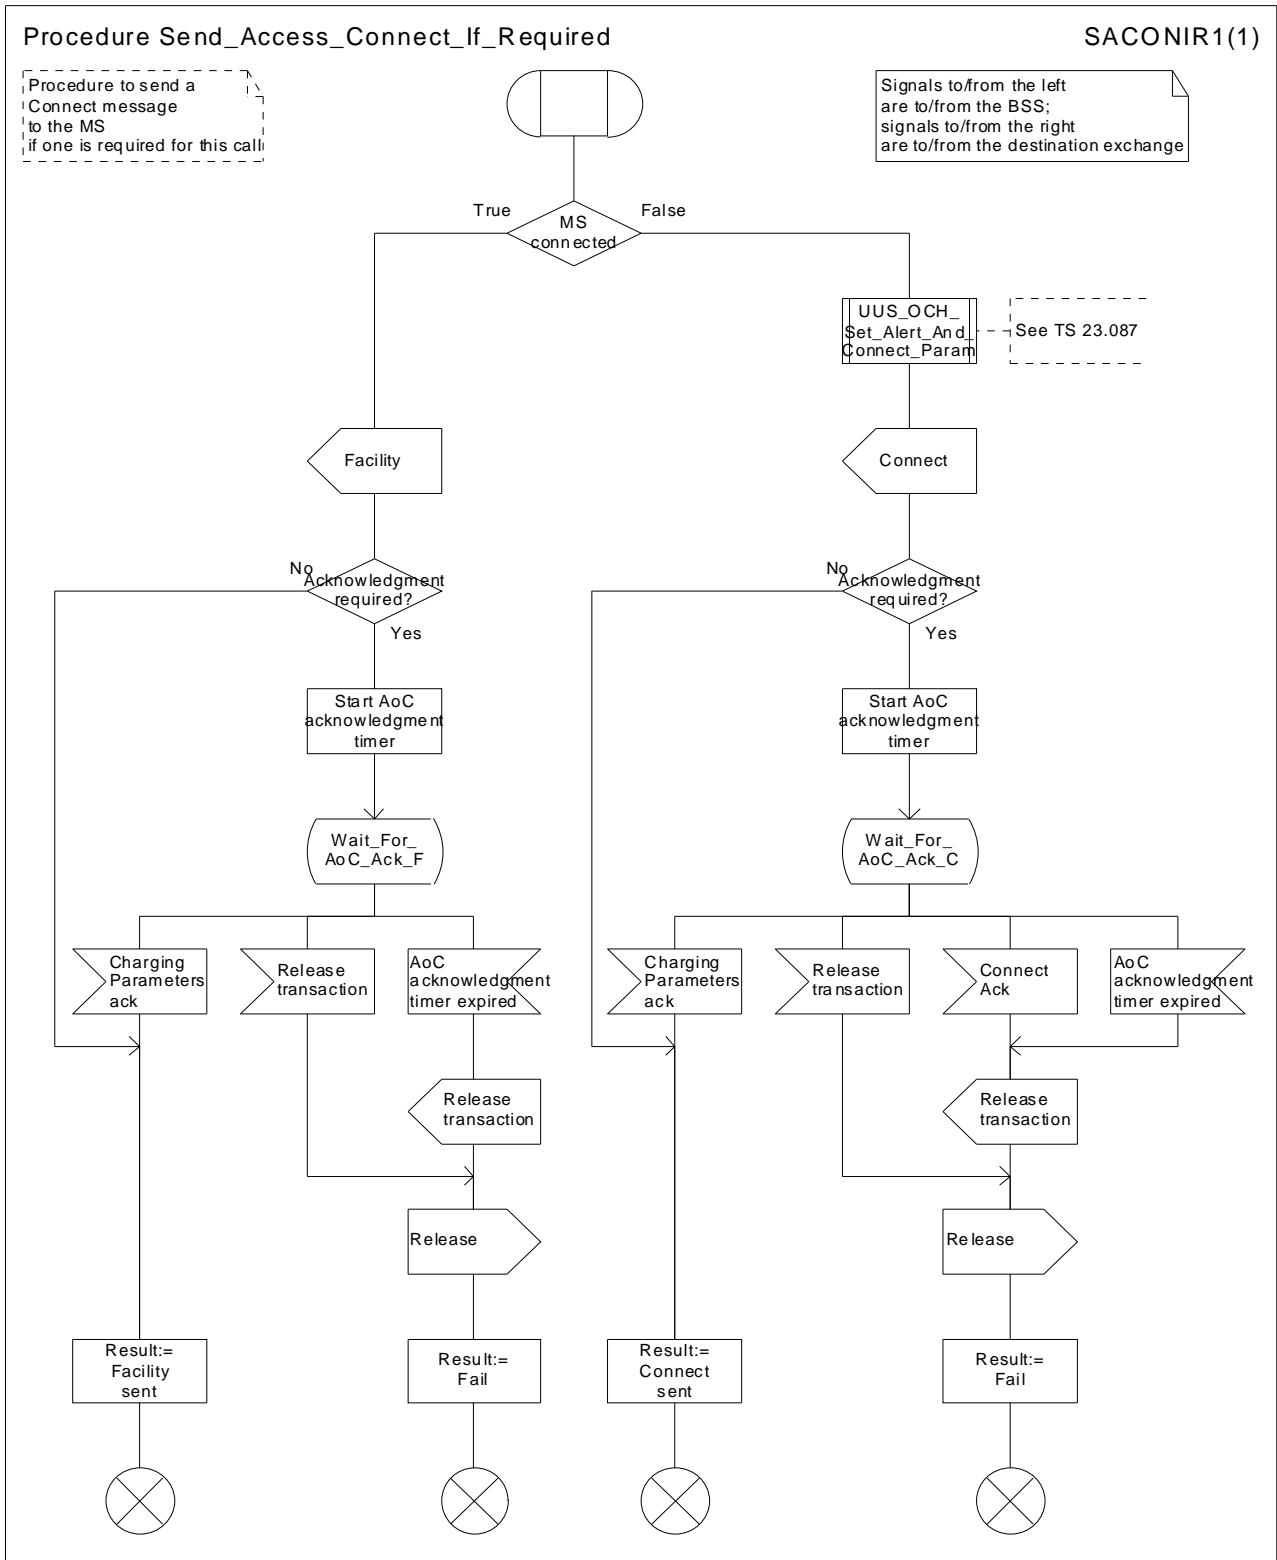 Procedure Send_Access_Connect_If_Required
SACONIR1(1)
Procedure to send a
Connect message
to the MS
if one is required for this call
Signals to/from the left
are to/from the BSS;
signals to/from the right
are to/from the destination exchange
True
MS
connected
False
UUS_OCH_
Set_Alert_And_
Connect_Param
See TS 23.087
Facility
Connect
No
Acknowledgment
required?
Yes
No
Acknowledgment
required?
Yes
Start AoC
acknowledgment
timer
Start AoC
acknowledgment
timer
Wait_For_
AoC_Ack_F
Wait_For_
AoC_Ack_C
Charging
Parameters
ack
Release
transaction
AoC
acknowledgment
timer expired
Charging
Parameters
ack
Release
transaction
Connect
Ack
AoC
acknowledgment
timer expired
Release
transaction
Release
transaction
Release
Release
Result:=
Facility
sent
Result:=
Fail
Result:=
Connect
sent
Result:=
Fail